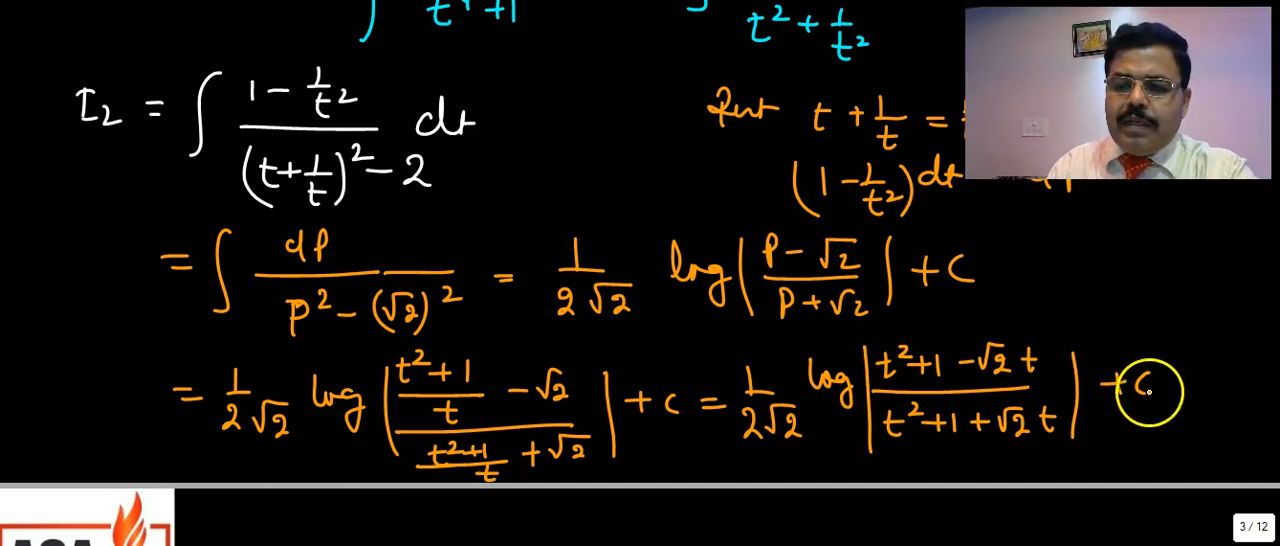 t² + 1
t² + 1/t²
I₂ = ∫ (1 - 1/t²) / ((t + 1/t)² - 2) dt
Put t + 1/t =
(1 - 1/t²) dt
= ∫ dp / (p² - (√2)²) = 1/(2√2) log |(p - √2)/(p + √2)| + C
= 1/(2√2) log |((t² + 1)/t - √2) / ((t² + 1)/t + √2)| + C = 1/(2√2) log |(t² + 1 - √2 t)/(t² + 1 + √2 t)| + C
3 / 12